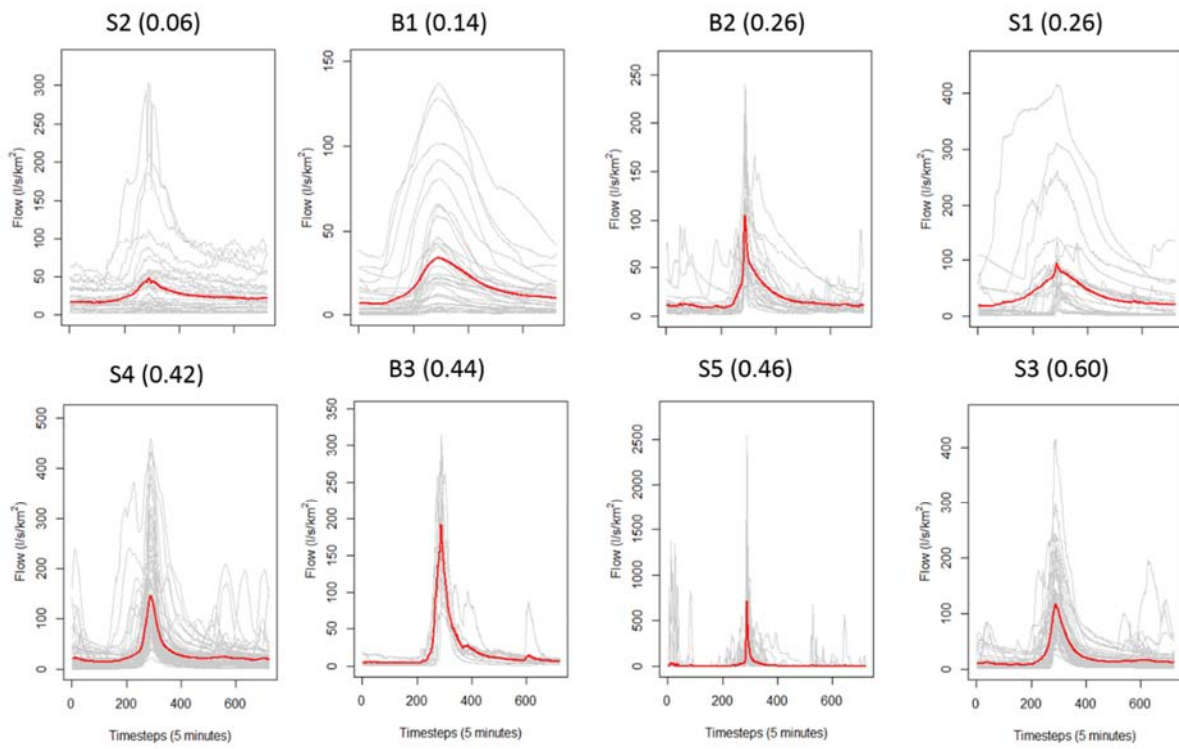 S2 (0.06)
B1 (0.14)
B2 (0.26)
S1 (0.26)
Flow (l/s/km²)
0 50 100 150 200 250 300
0 200 400 600
Flow (l/s/km²)
0 50 100 150
Flow (l/s/km²)
0 50 100 150 200 250
Flow (l/s/km²)
0 100 200 300 400
S4 (0.42)
B3 (0.44)
S5 (0.46)
S3 (0.60)
Flow (l/s/km²)
0 100 200 300 400 500
0 200 400 600
Timesteps (5 minutes)
Flow (l/s/km²)
0 50 100 150 200 250 300 350
0 200 400 600
Timesteps (5 minutes)
Flow (l/s/km²)
0 500 1000 1500 2000 2500
0 200 400 600
Timesteps (5 minutes)
Flow (l/s/km²)
0 100 200 300 400
0 200 400 600
Timesteps (5 minutes)